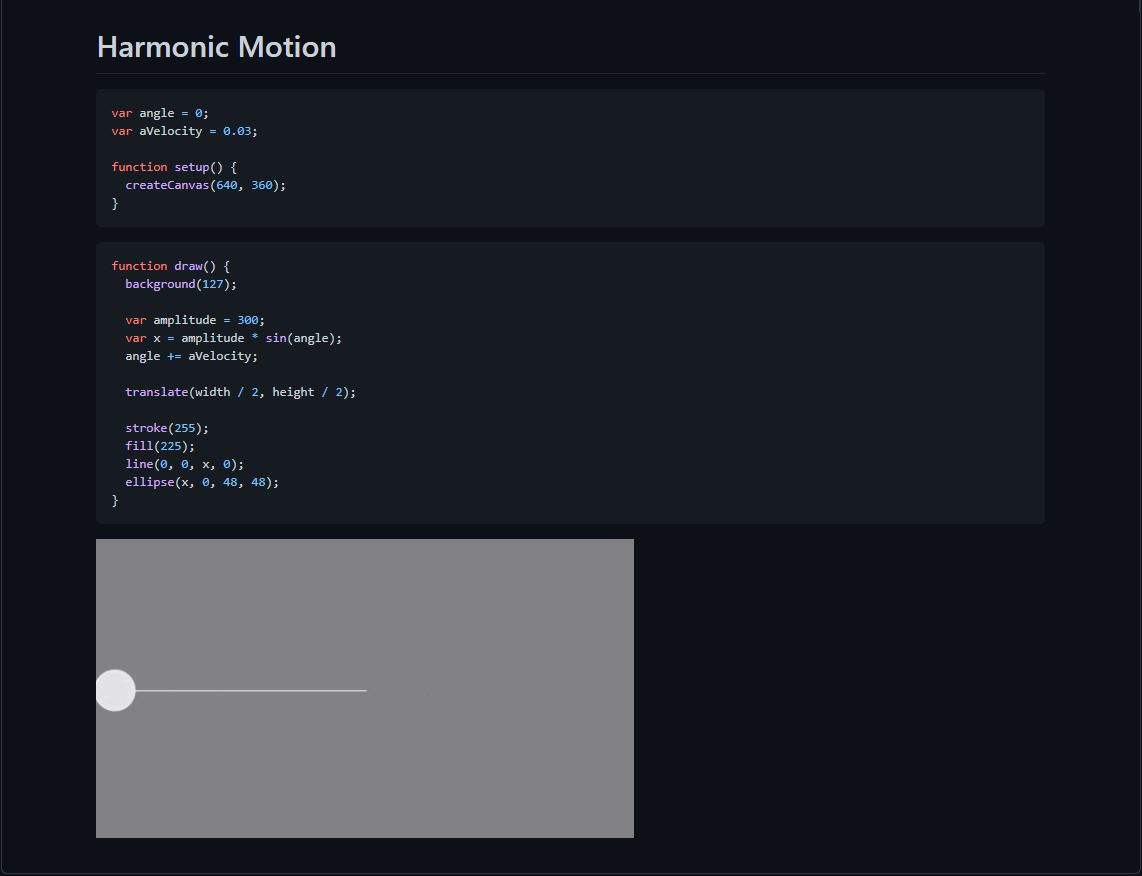 Harmonic Motion
var angle = 0;
var aVelocity = 0.03;
function setup() {
  createCanvas(640, 360);
}
function draw() {
  background(127);
  var amplitude = 300;
  var x = amplitude * sin(angle);
  angle += aVelocity;
  translate(width / 2, height / 2);
  stroke(255);
  fill(225);
  line(0, 0, x, 0);
  ellipse(x, 0, 48, 48);
}